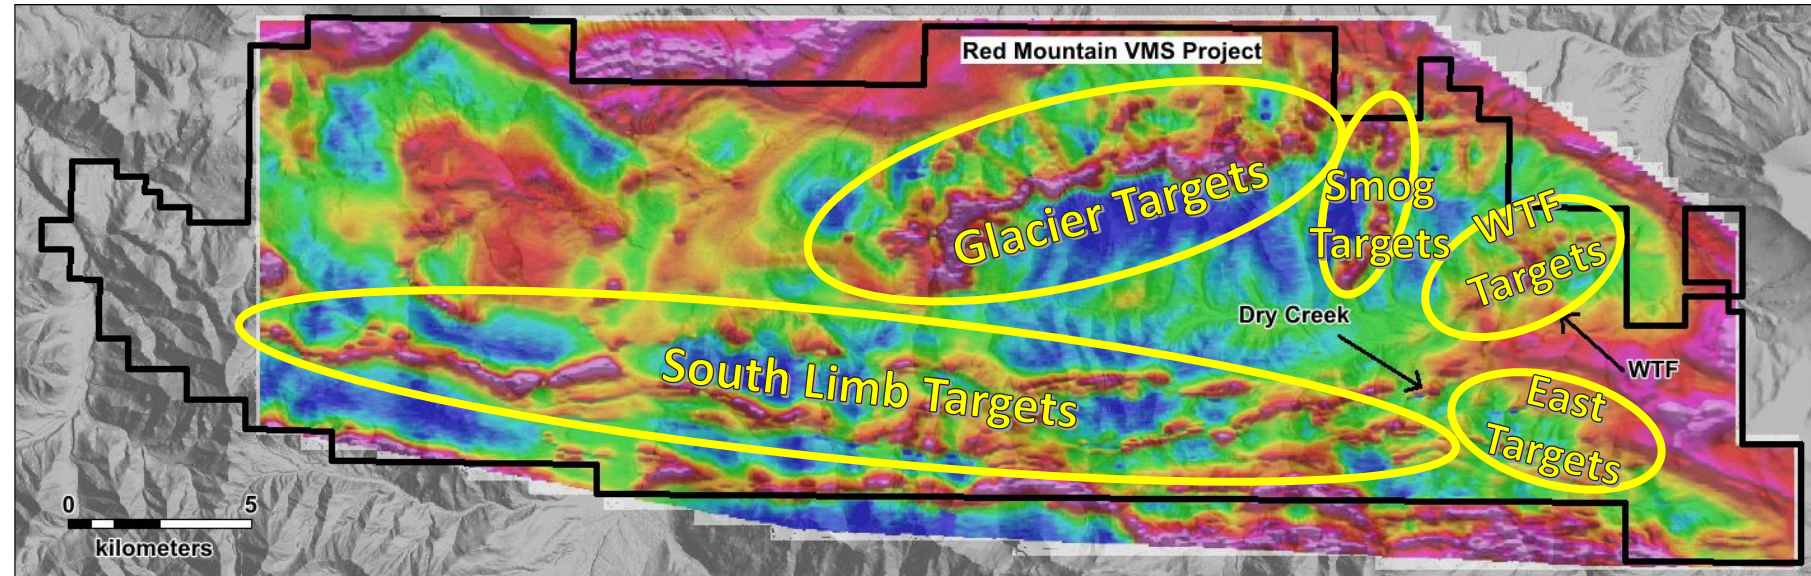 Red Mountain VMS Project
Glacier Targets
Smog
Targets
WTF
Targets
Dry Creek
WTF
South Limb Targets
East
Targets
0 5
kilometers